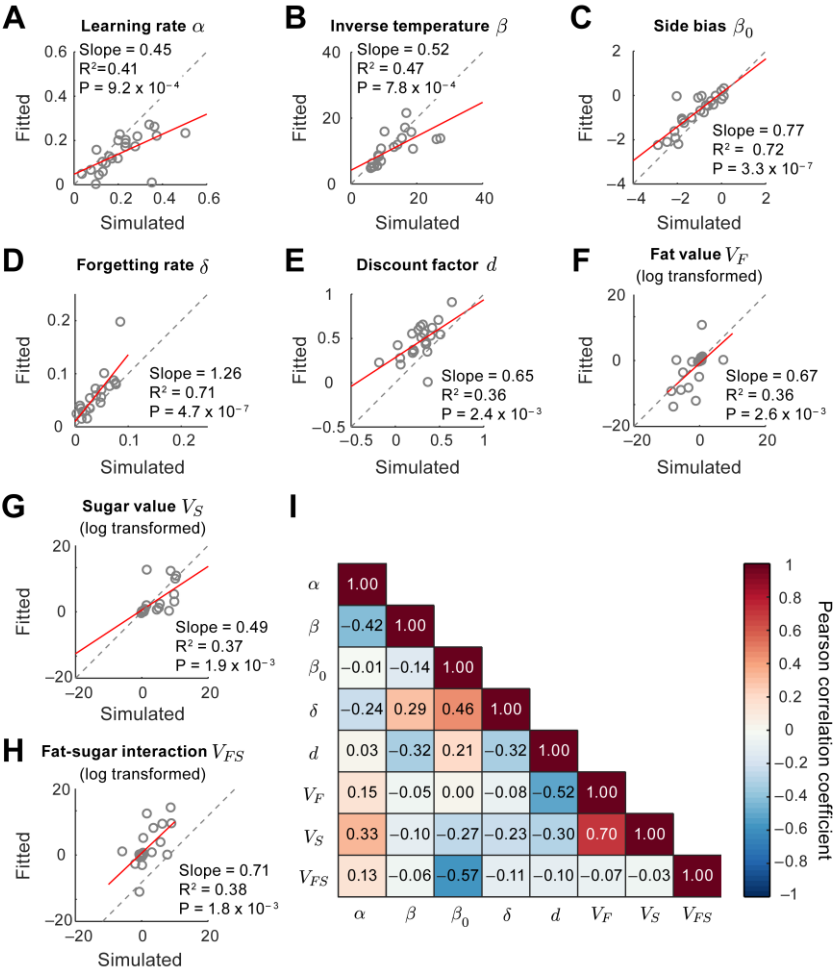 A
Learning rate α
Slope = 0.45
R²=0.41
P = 9.2 x 10⁻⁴
Fitted
0.6
0.4
0.2
0
0
0.2
0.4
0.6
Simulated
B
Inverse temperature β
Slope = 0.52
R² = 0.47
P = 7.8 x 10⁻⁴
Fitted
40
20
0
0
20
40
Simulated
C
Side bias β₀
Fitted
2
0
−2
−4
−4
−2
0
2
Slope = 0.77
R² = 0.72
P = 3.3 x 10⁻⁷
Simulated
D
Forgetting rate δ
Fitted
0.2
0.1
0
0
0.1
0.2
Slope = 1.26
R² = 0.71
P = 4.7 x 10⁻⁷
Simulated
E
Discount factor d
Fitted
1
0.5
0
−0.5
−0.5
0
0.5
1
Slope = 0.65
R² =0.36
P = 2.4 x 10⁻³
Simulated
F
Fat value V_F
(log transformed)
Fitted
20
0
−20
−20
0
20
Slope = 0.67
R² = 0.36
P = 2.6 x 10⁻³
Simulated
G
Sugar value V_S
(log transformed)
Fitted
20
0
−20
−20
0
20
Slope = 0.49
R² = 0.37
P = 1.9 x 10⁻³
Simulated
H
Fat-sugar interaction V_FS
(log transformed)
Fitted
20
0
−20
−20
0
20
Slope = 0.71
R² = 0.38
P = 1.8 x 10⁻³
Simulated
I
α 1.00
β −0.42 1.00
β₀ −0.01 −0.14 1.00
δ −0.24 0.29 0.46 1.00
d 0.03 −0.32 0.21 −0.32 1.00
V_F 0.15 −0.05 0.00 −0.08 −0.52 1.00
V_S 0.33 −0.10 −0.27 −0.23 −0.30 0.70 1.00
V_FS 0.13 −0.06 −0.57 −0.11 −0.10 −0.07 −0.03 1.00
α β β₀ δ d V_F V_S V_FS
1
0.8
0.6
0.4
0.2
0
−0.2
−0.4
−0.6
−0.8
−1
Pearson correlation coefficient